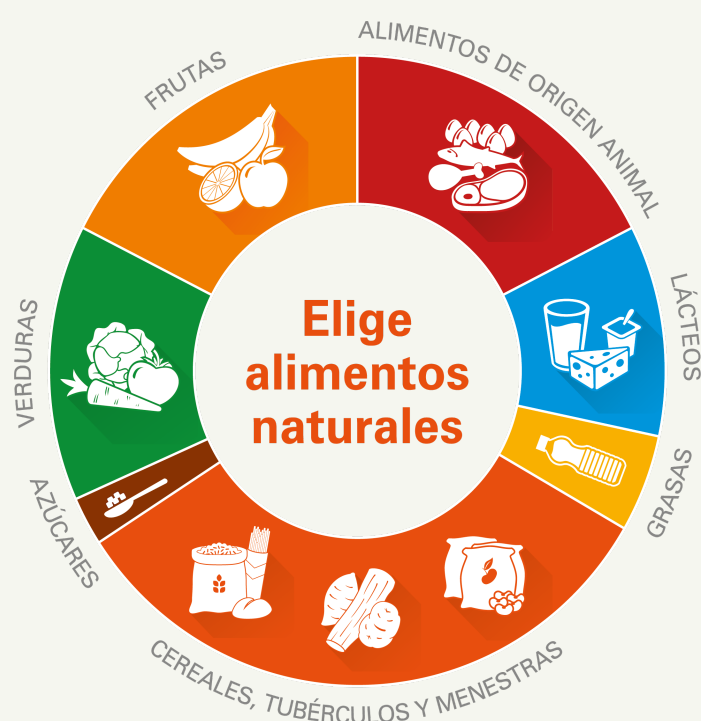 ALIMENTOS DE ORIGEN ANIMAL
FRUTAS
LÁCTEOS
VERDURAS
Elige
alimentos
naturales
GRASAS
AZÚCARES
CEREALES, TUBÉRCULOS Y MENESTRAS